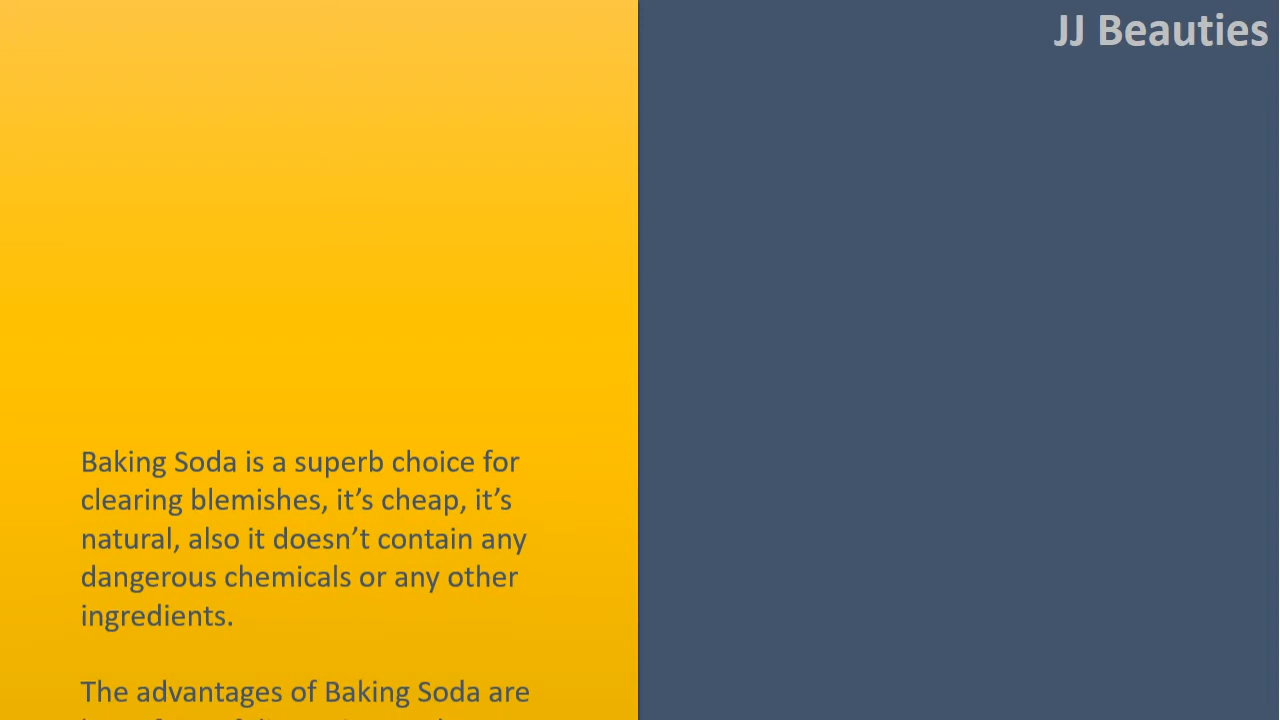 JJ Beauties
Baking Soda is a superb choice for
clearing blemishes, it’s cheap, it’s
natural, also it doesn’t contain any
dangerous chemicals or any other
ingredients.
The advantages of Baking Soda are